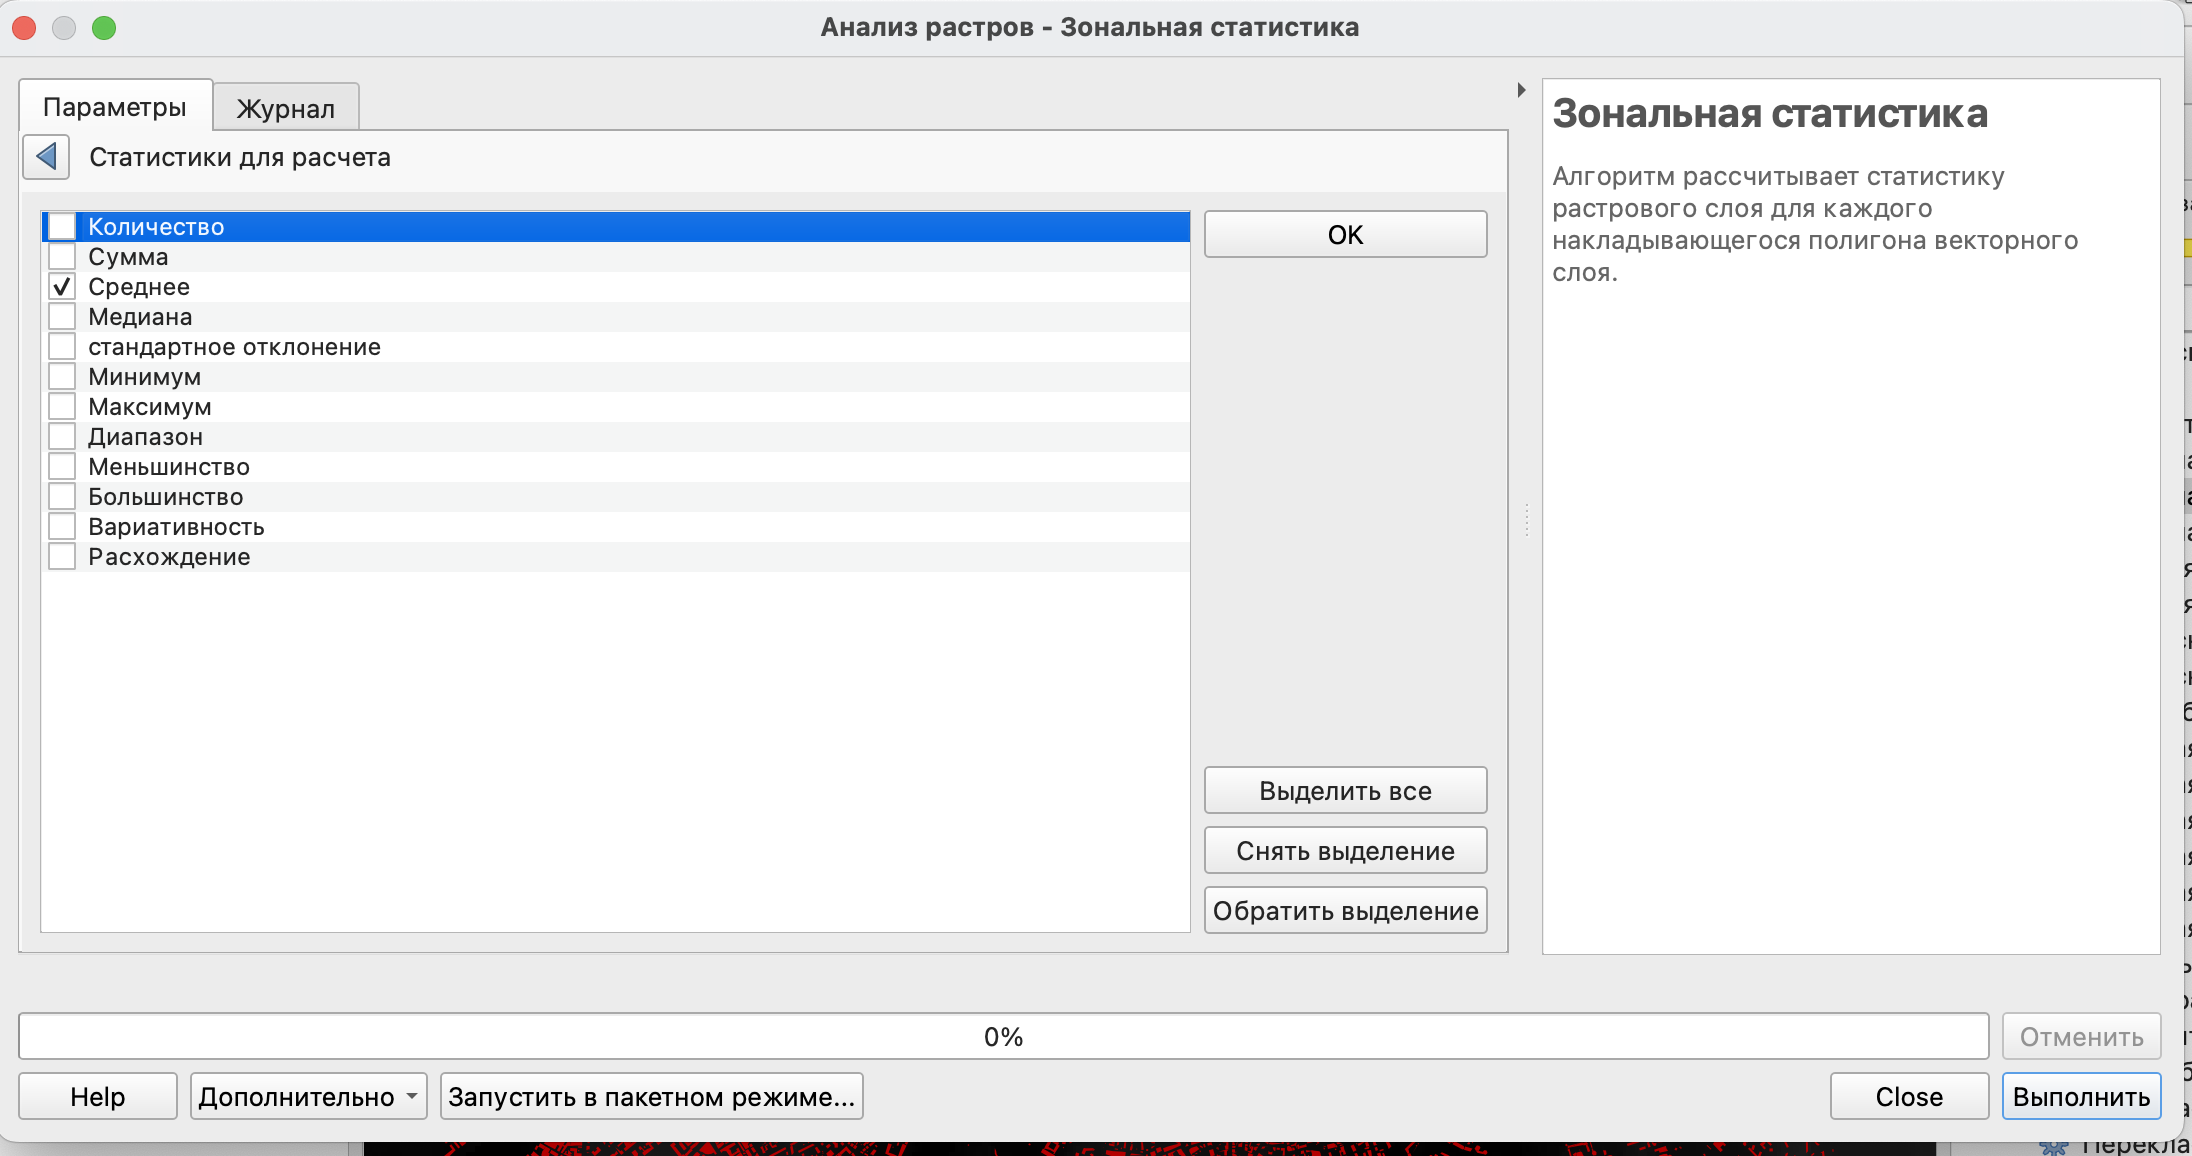 Анализ растров - Зональная статистика
Параметры
Журнал
Статистики для расчета
Количество
Сумма
Среднее
Медиана
стандартное отклонение
Минимум
Максимум
Диапазон
Меньшинство
Большинство
Вариативность
Расхождение
OK
Выделить все
Снять выделение
Обратить выделение
Зональная статистика
Алгоритм рассчитывает статистику
растрового слоя для каждого
накладывающегося полигона векторного
слоя.
0%
Отменить
Help
Дополнительно
Запустить в пакетном режиме...
Close
Выполнить